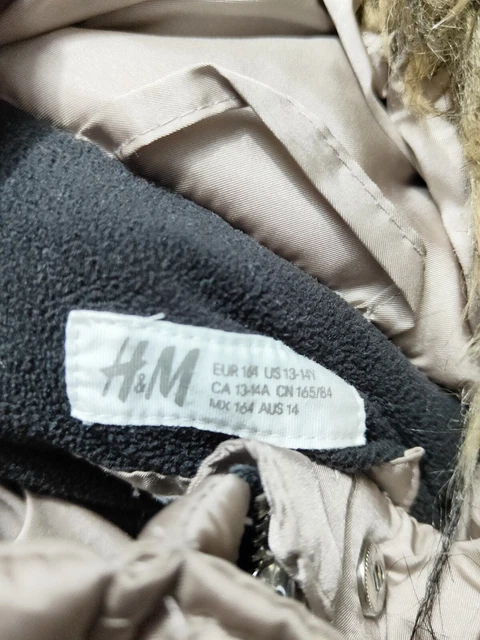 H&M
EUR 164 US 13-14Y
CA 13-14A CN 165/84
MX 164 AUS 14